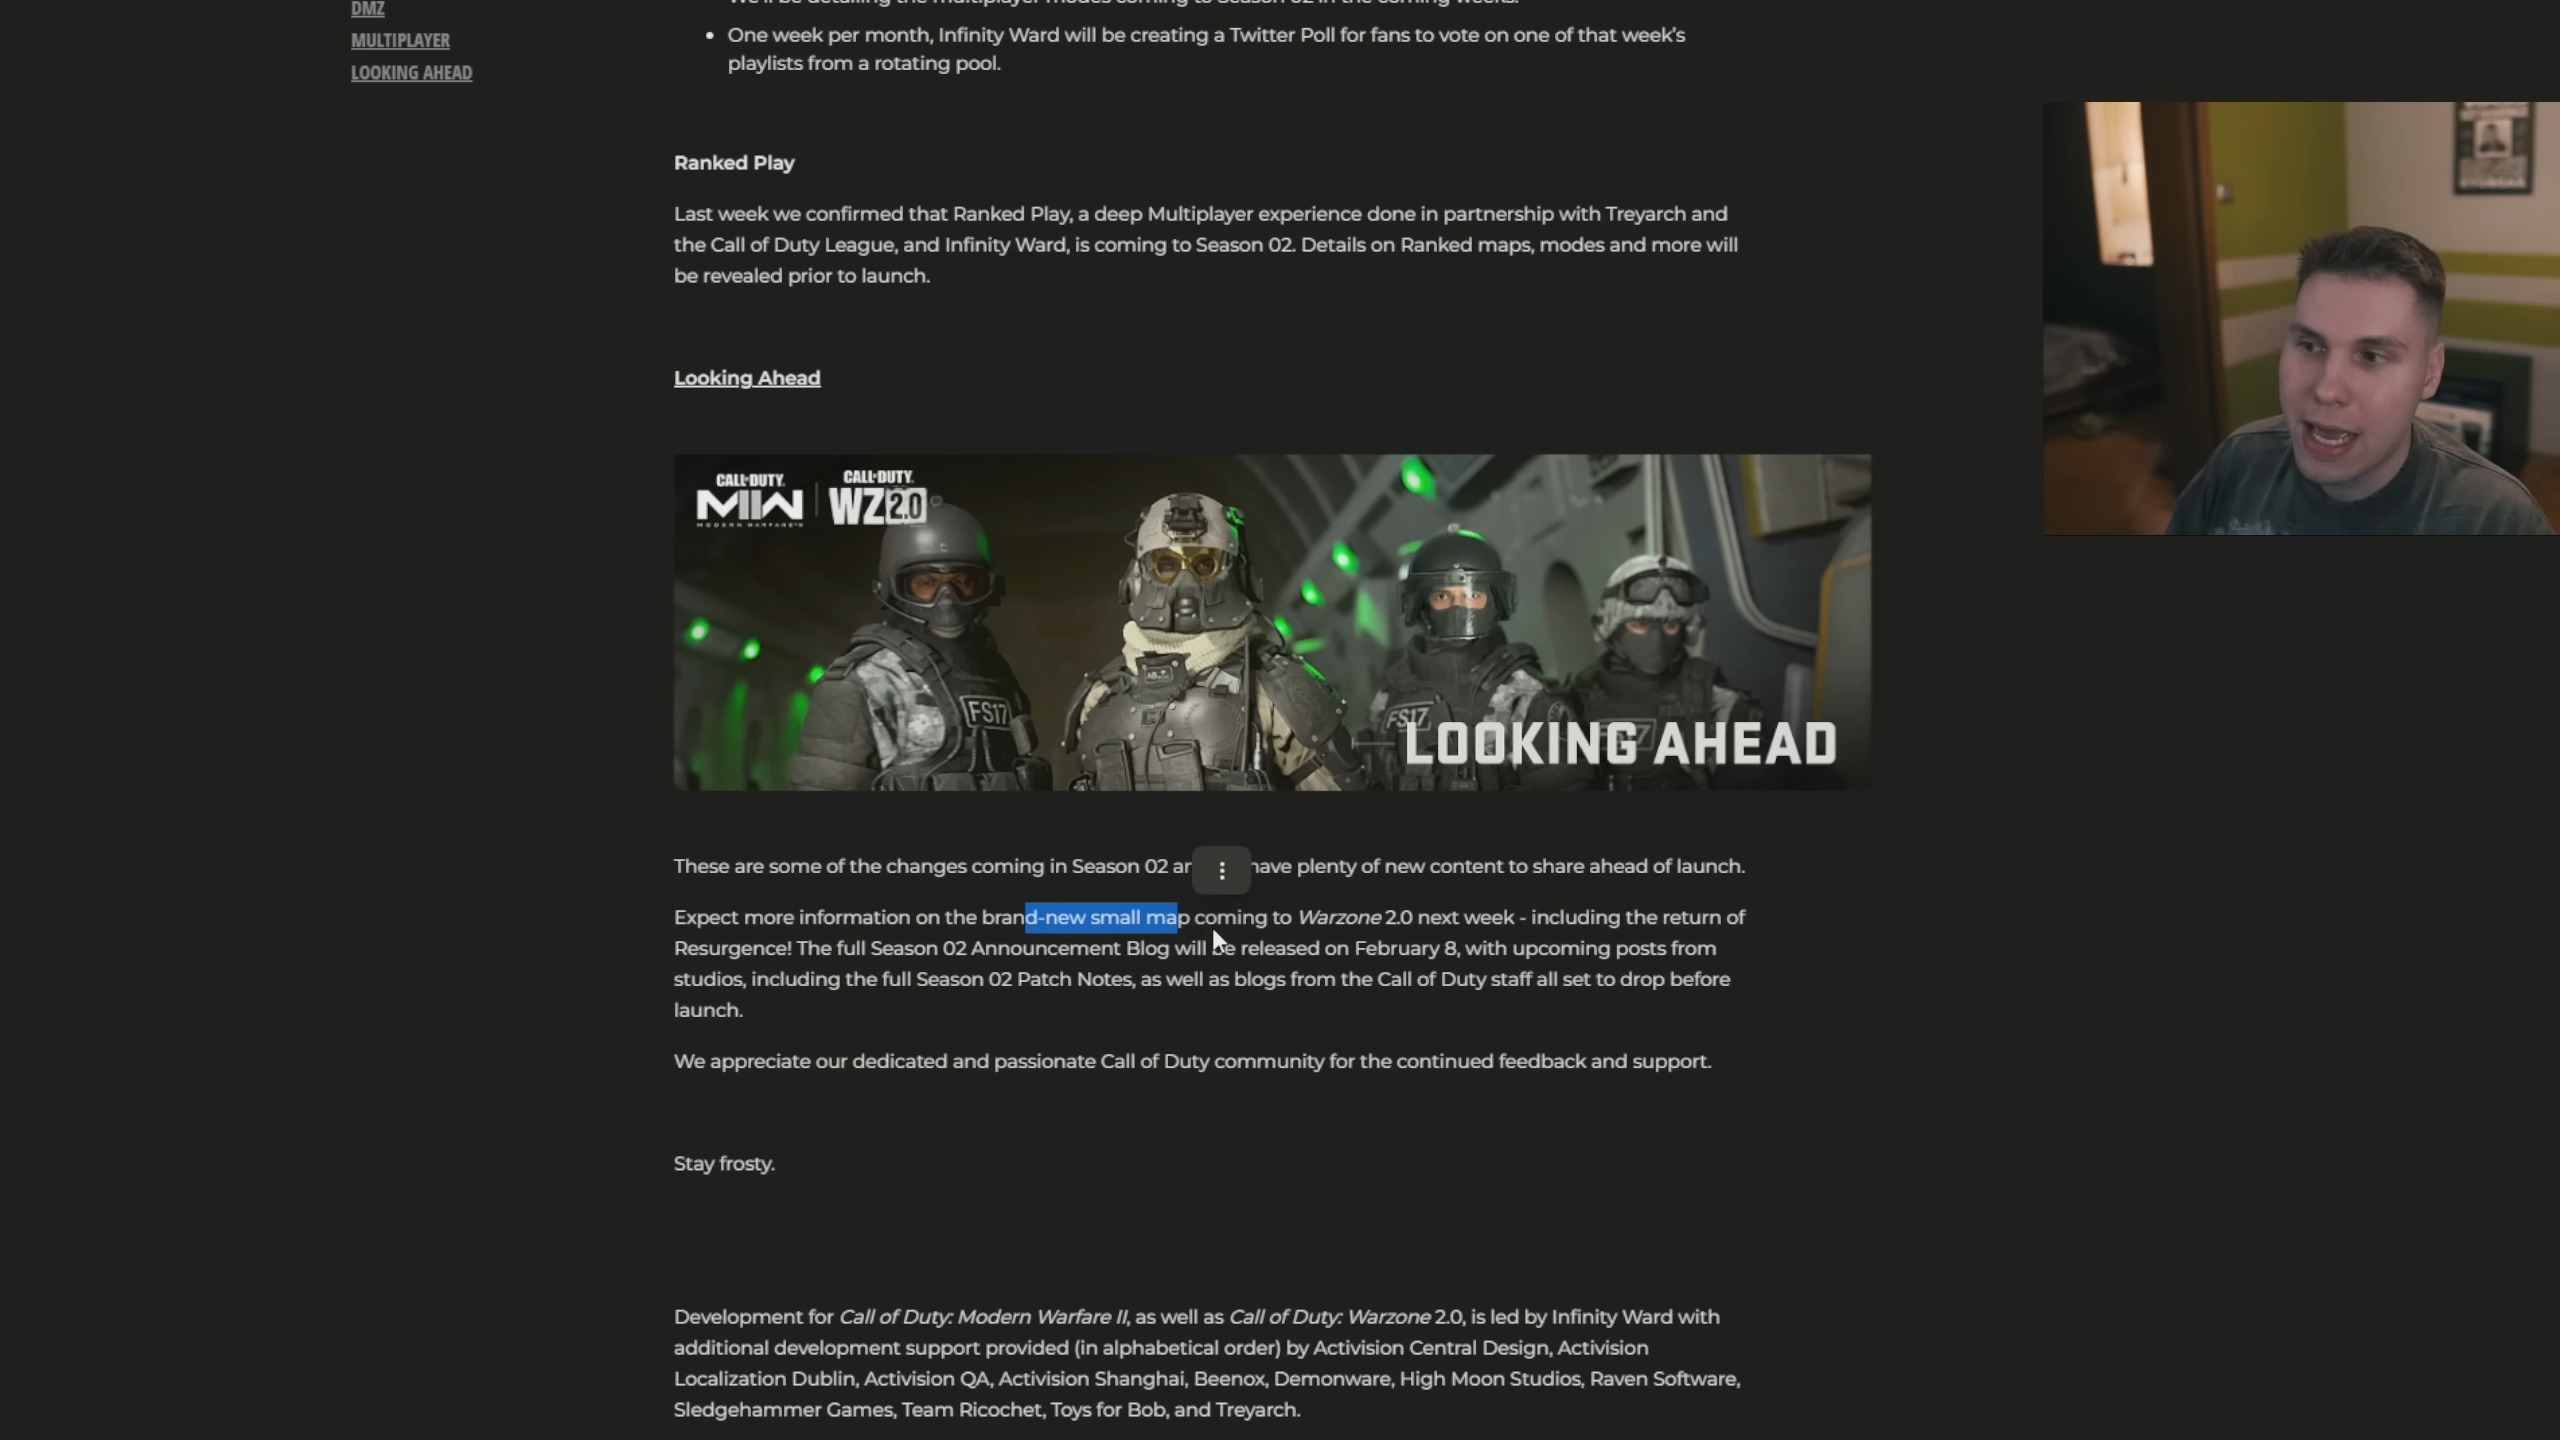 DMZ
MULTIPLAYER
LOOKING AHEAD
We'll be detailing the multiplayer modes coming to Season 02 in the coming weeks.
One week per month, Infinity Ward will be creating a Twitter Poll for fans to vote on one of that week's
playlists from a rotating pool.
Ranked Play
Last week we confirmed that Ranked Play, a deep Multiplayer experience done in partnership with Treyarch and
the Call of Duty League, and Infinity Ward, is coming to Season 02. Details on Ranked maps, modes and more will
be revealed prior to launch.
Looking Ahead
CALL OF DUTY. CALL OF DUTY.
MWII WZ 2.0
MODERN WARFARE II
FS17 FS17
LOOKING AHEAD
These are some of the changes coming in Season 02 have plenty of new content to share ahead of launch.
Expect more information on the brand-new small map coming to Warzone 2.0 next week - including the return of
Resurgence! The full Season 02 Announcement Blog will be released on February 8, with upcoming posts from
studios, including the full Season 02 Patch Notes, as well as blogs from the Call of Duty staff all set to drop before
launch.
We appreciate our dedicated and passionate Call of Duty community for the continued feedback and support.
Stay frosty.
Development for Call of Duty: Modern Warfare II, as well as Call of Duty: Warzone 2.0, is led by Infinity Ward with
additional development support provided (in alphabetical order) by Activision Central Design, Activision
Localization Dublin, Activision QA, Activision Shanghai, Beenox, Demonware, High Moon Studios, Raven Software,
Sledgehammer Games, Team Ricochet, Toys for Bob, and Treyarch.